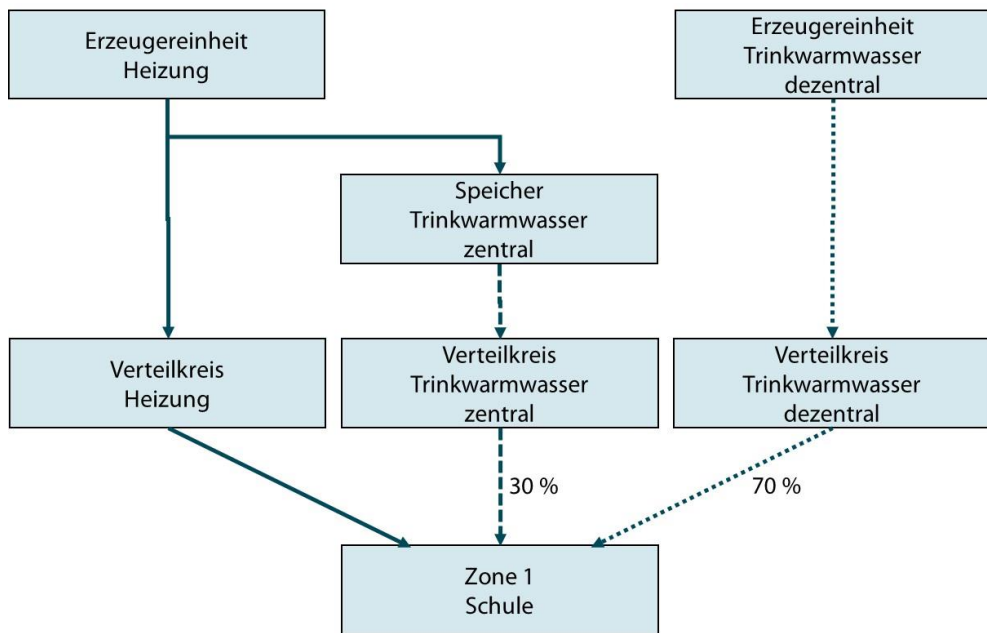 Erzeugereinheit
Heizung
Erzeugereinheit
Trinkwarmwasser
dezentral
Speicher
Trinkwarmwasser
zentral
Verteilkreis
Heizung
Verteilkreis
Trinkwarmwasser
zentral
Verteilkreis
Trinkwarmwasser
dezentral
30 %
70 %
Zone 1
Schule